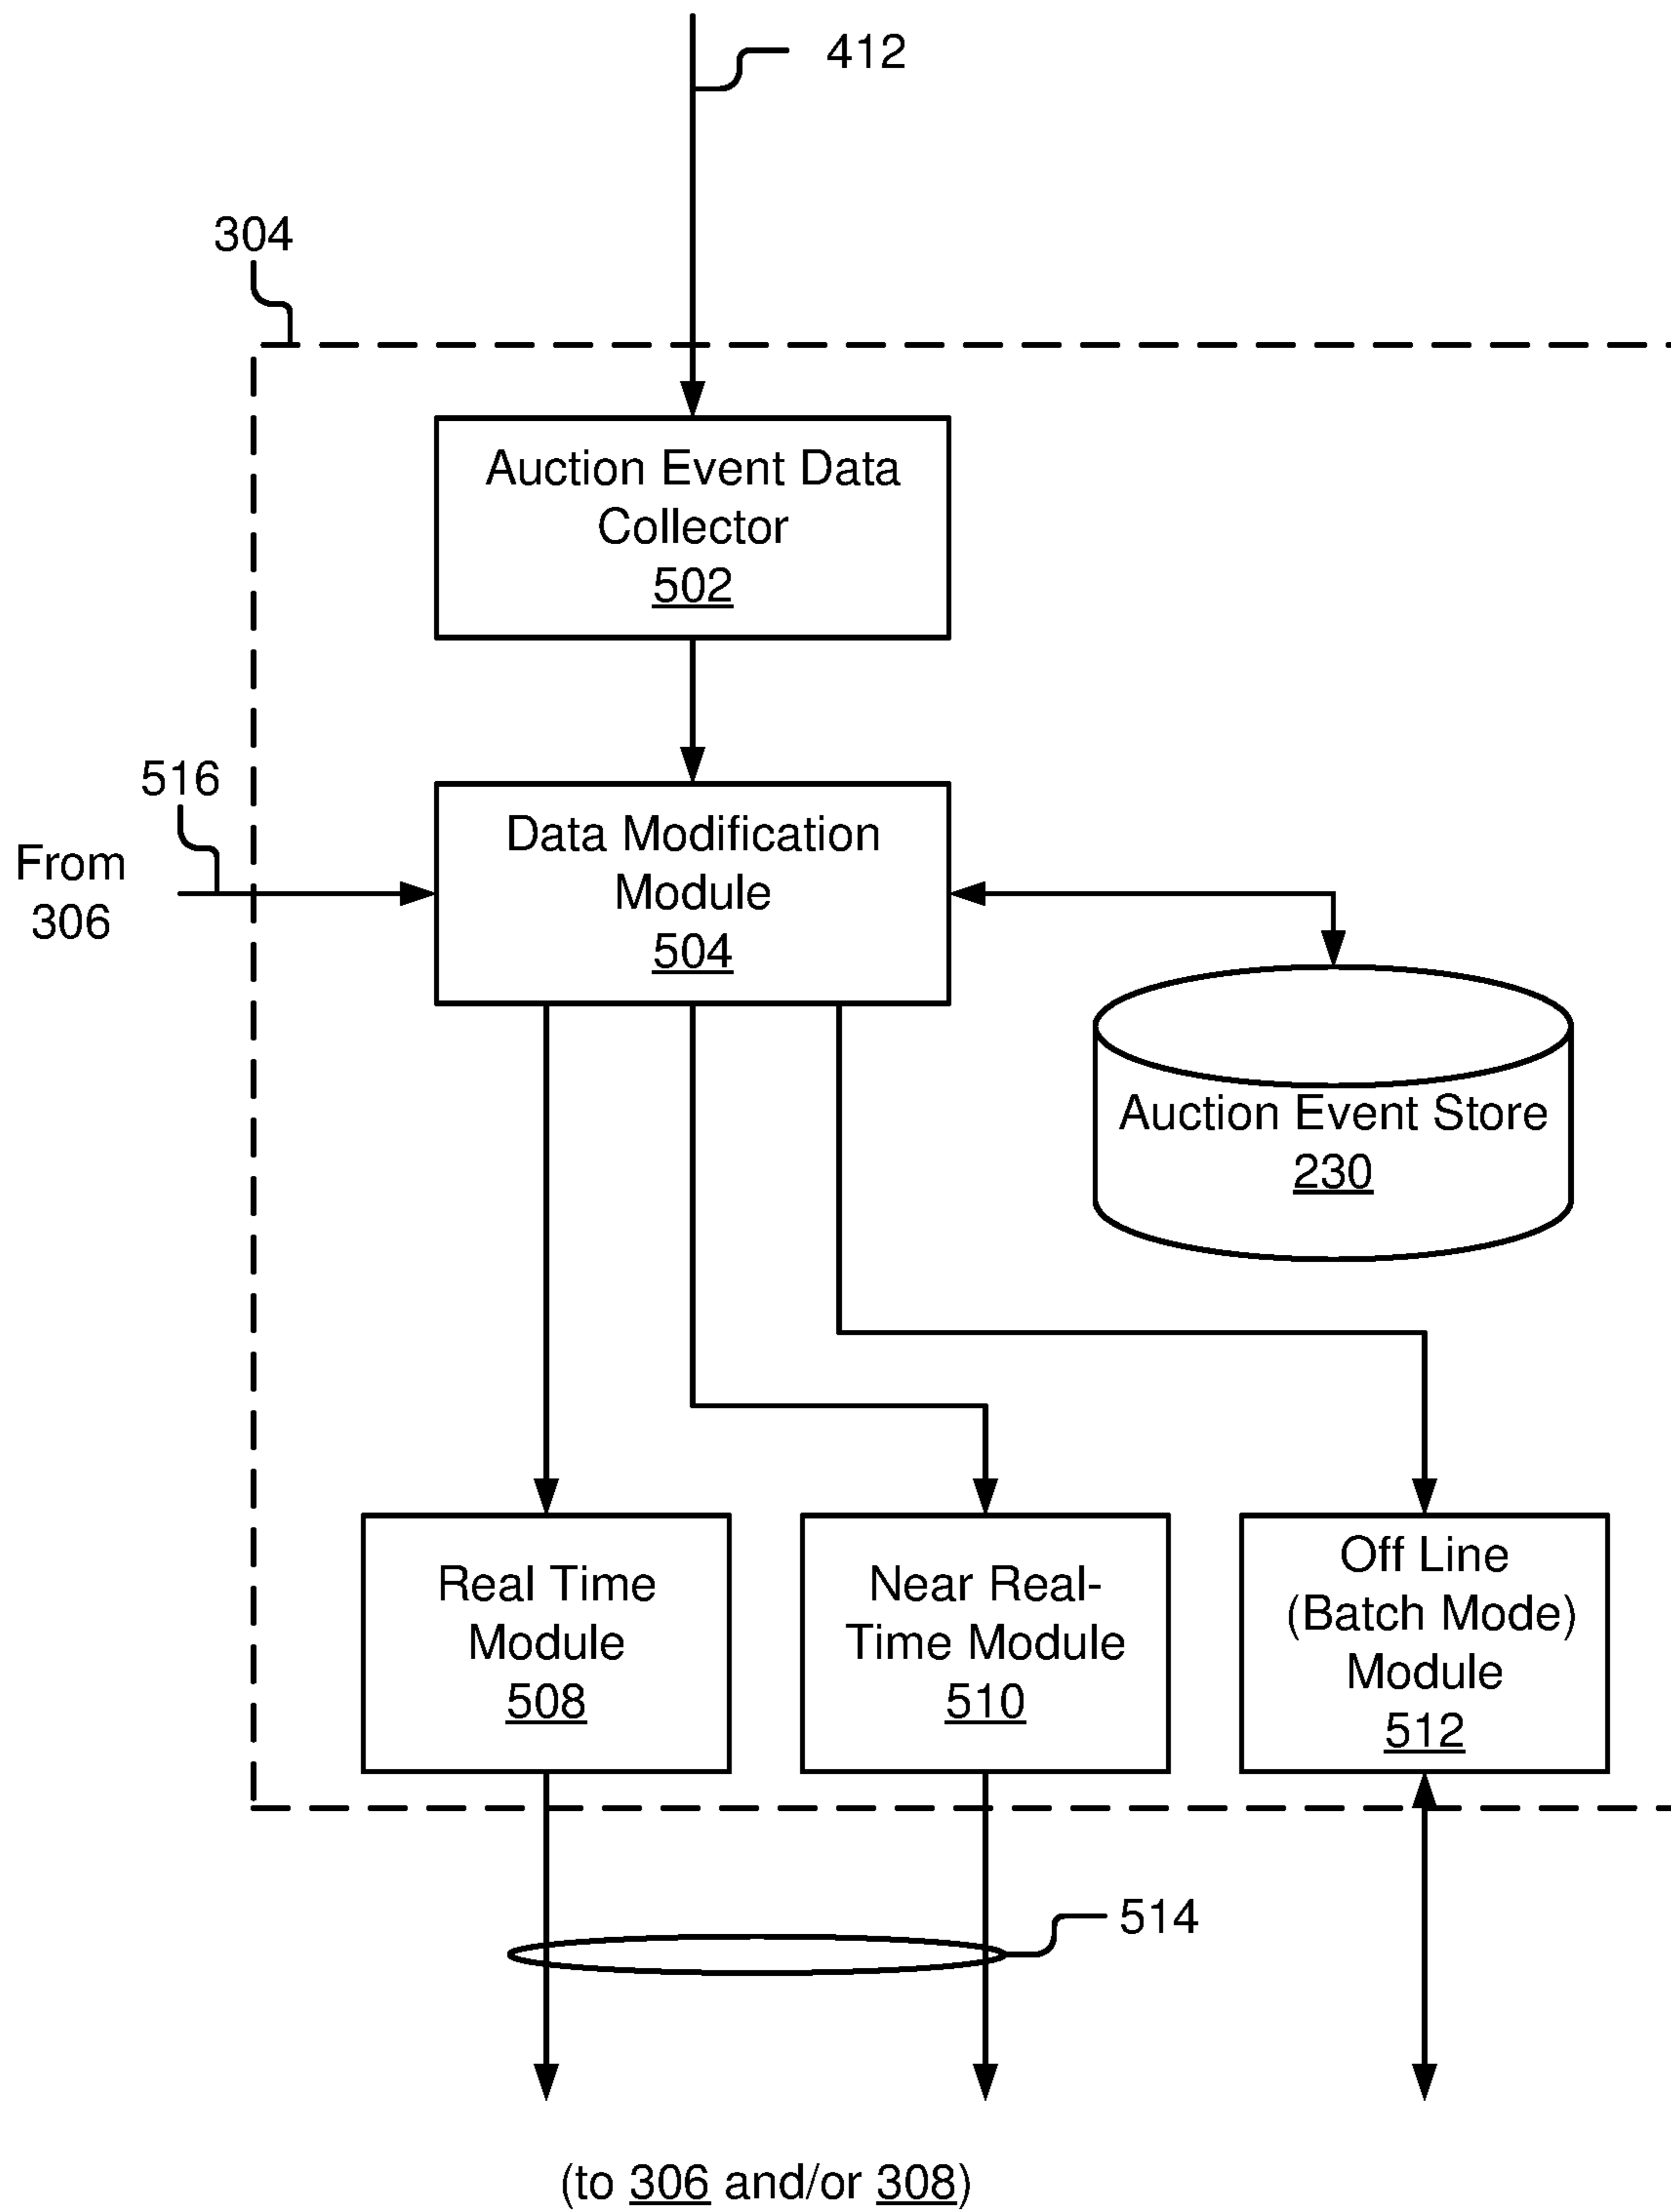 412
304
Auction Event Data
Collector
502
516
From
306
Data Modification
Module
504
Auction Event Store
230
Real Time
Module
508
Near Real-
Time Module
510
Off Line
(Batch Mode)
Module
512
514
(to 306 and/or 308)